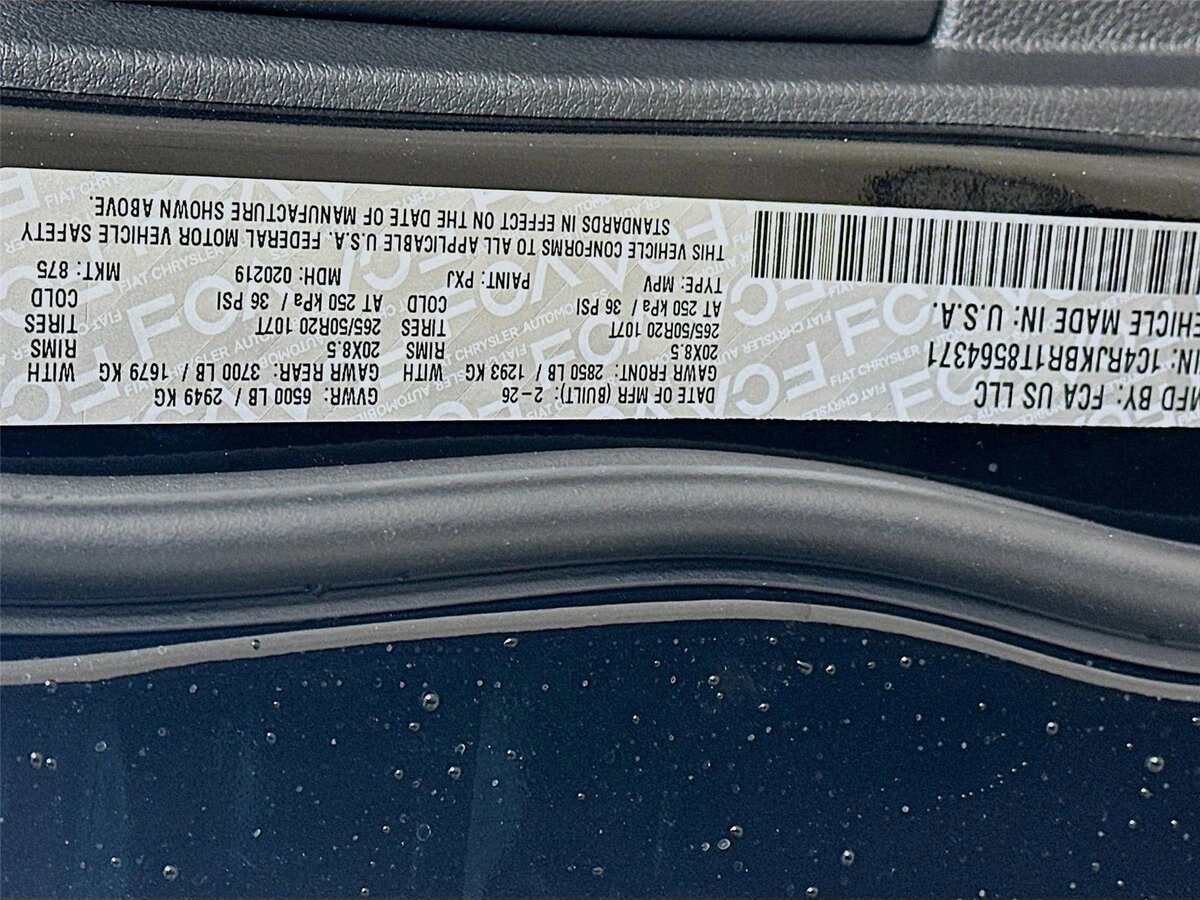 MFD BY: FCA US LLC
VIN: 1C4RJKBR1T8564371
VEHICLE MADE IN: U.S.A.
DATE OF MFR (BUILT): 2-26 GVWR: 6500 LB / 2949 KG
GAWR FRONT: 2850 LB / 1293 KG WITH GAWR REAR: 3700 LB / 1679 KG WITH
20X8.5 RIMS 20X8.5 RIMS
265/50R20 107T TIRES 265/50R20 107T TIRES
AT 250 kPa / 36 PSI COLD AT 250 kPa / 36 PSI COLD
TYPE: MPV PAINT: PXJ MDH: 020219 MKT: 875
THIS VEHICLE CONFORMS TO ALL APPLICABLE U.S.A. FEDERAL MOTOR VEHICLE SAFETY
STANDARDS IN EFFECT ON THE DATE OF MANUFACTURE SHOWN ABOVE.